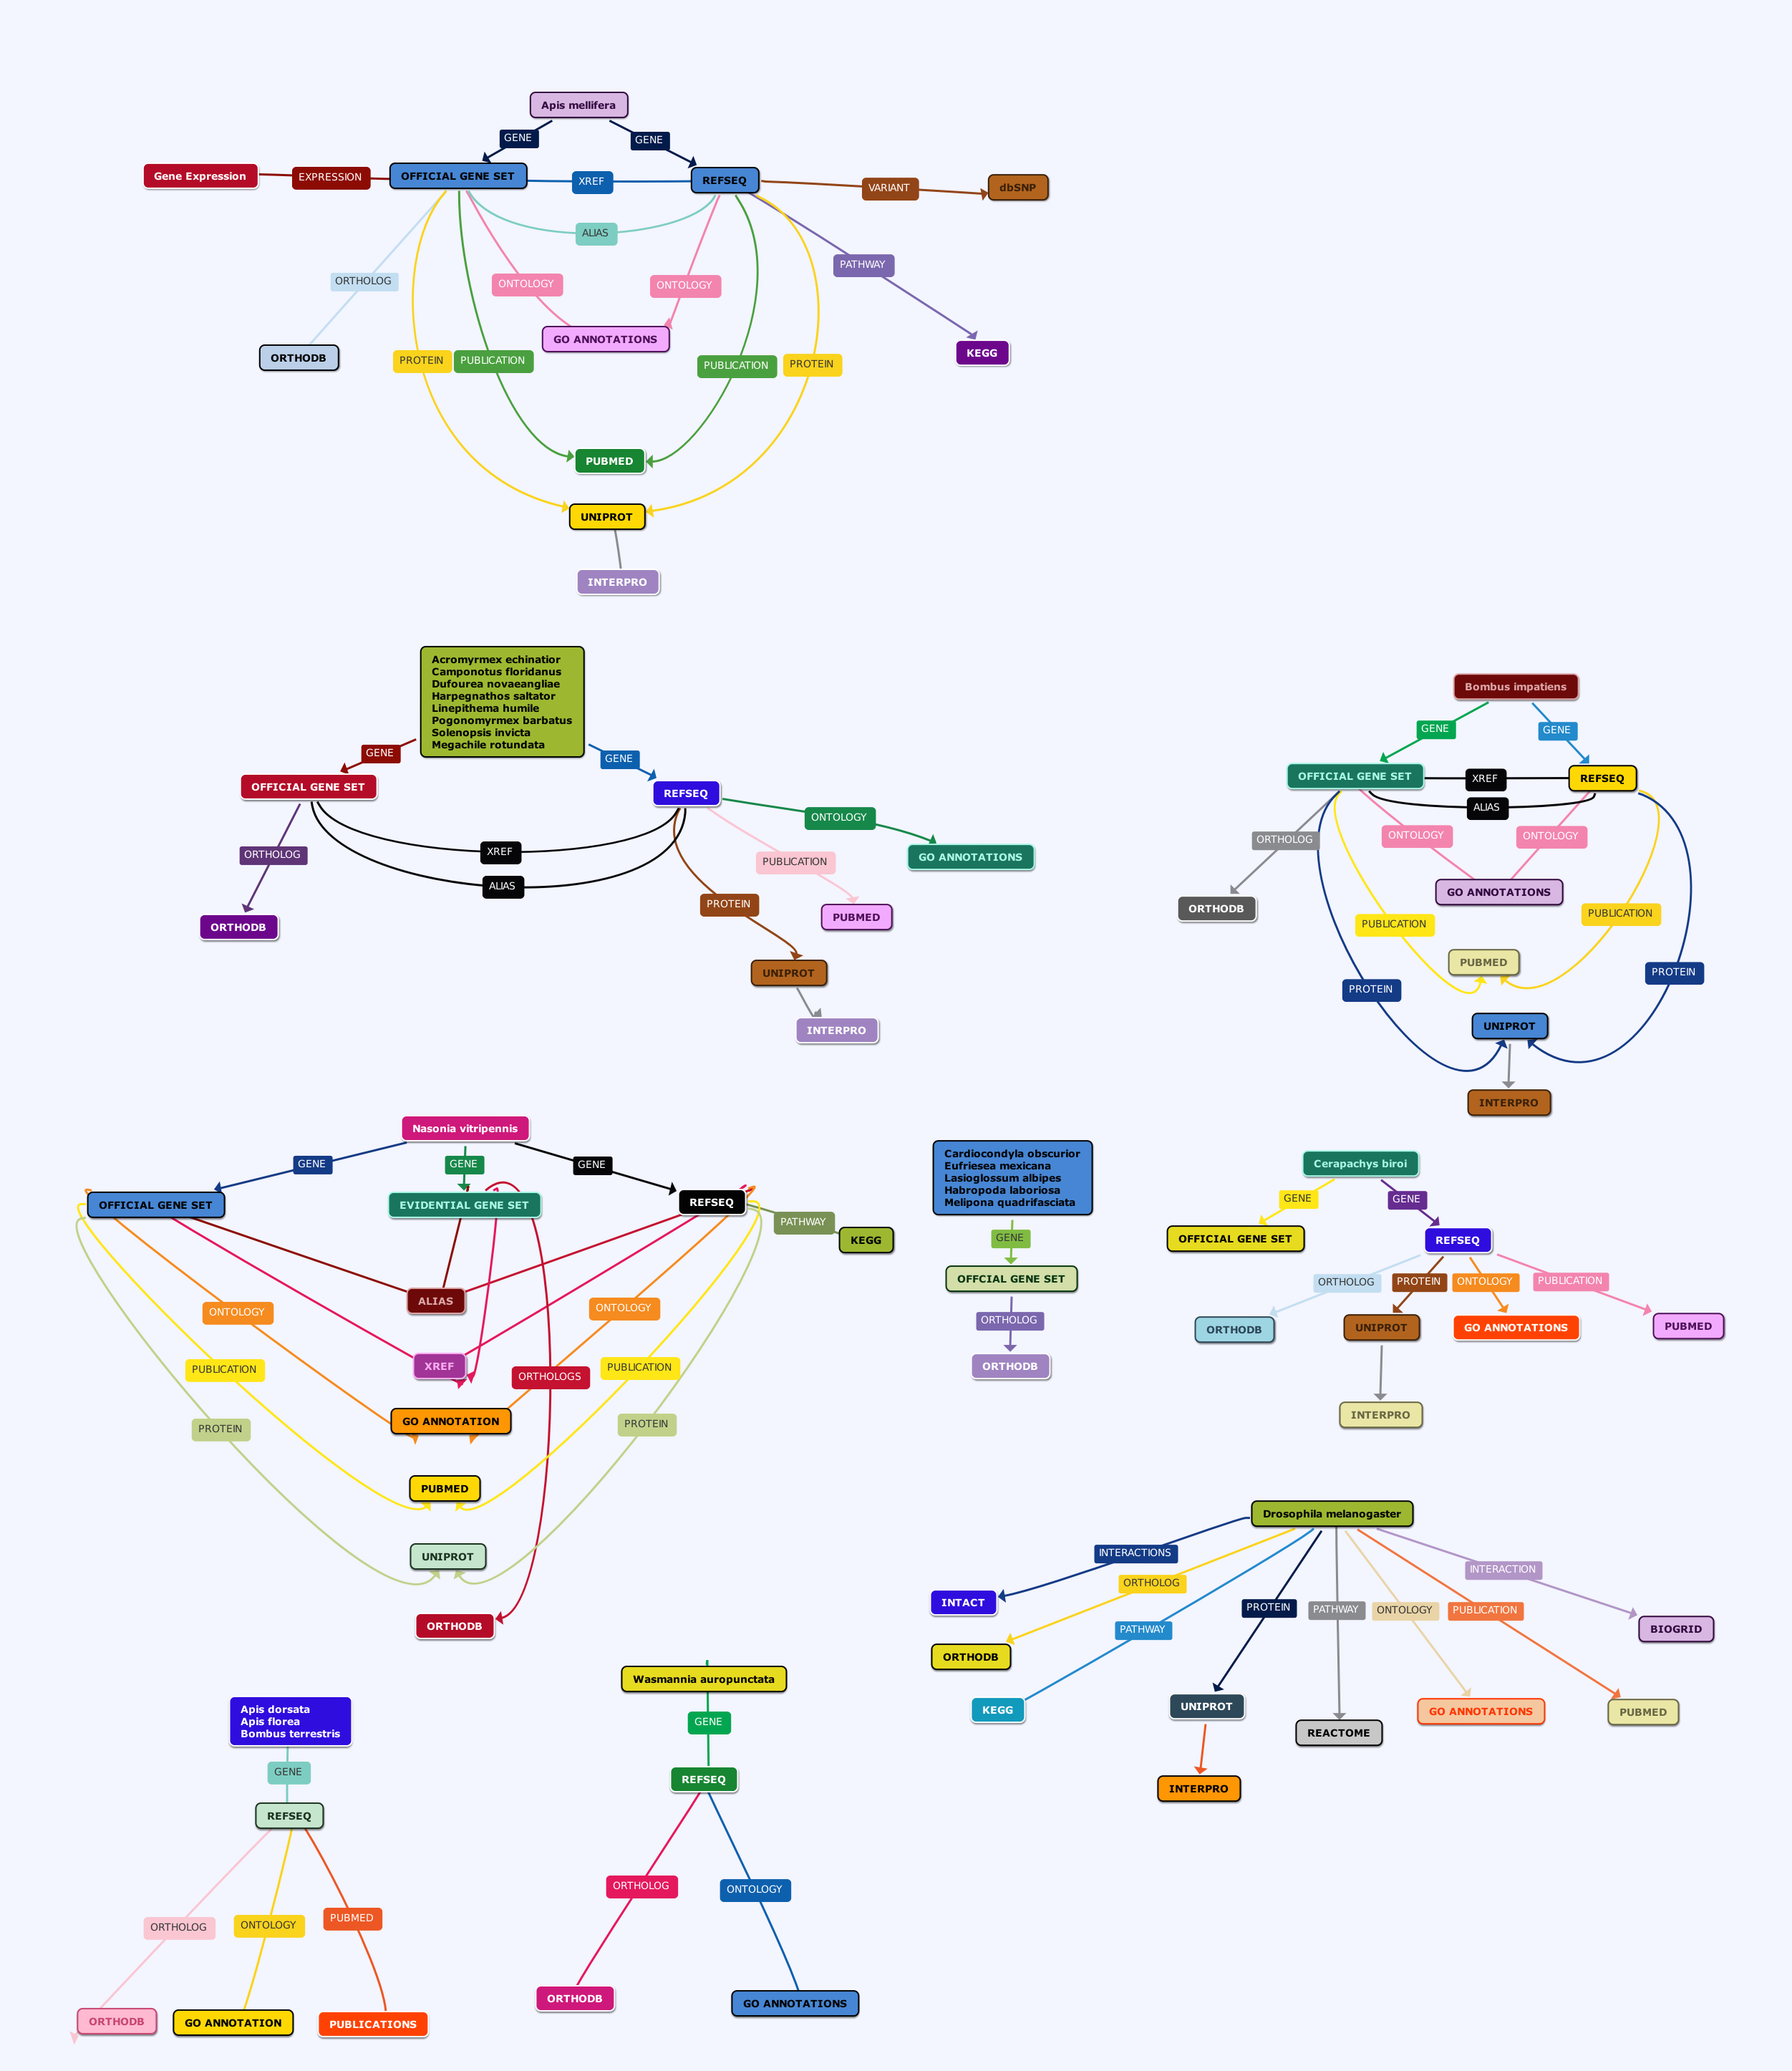 Apis mellifera
GENE
GENE
Gene Expression
EXPRESSION
OFFICIAL GENE SET
XREF
REFSEQ
VARIANT
dbSNP
ALIAS
PATHWAY
ORTHOLOG
ONTOLOGY
ONTOLOGY
GO ANNOTATIONS
KEGG
ORTHODB
PROTEIN
PUBLICATION
PUBLICATION
PROTEIN
PUBMED
UNIPROT
INTERPRO
Acromyrmex echinatior
Camponotus floridanus
Dufourea novaeangliae
Harpegnathos saltator
Linepithema humile
Pogonomyrmex barbatus
Solenopsis invicta
Megachile rotundata
GENE
GENE
OFFICIAL GENE SET
REFSEQ
ONTOLOGY
ORTHOLOG
XREF
PUBLICATION
GO ANNOTATIONS
ALIAS
PROTEIN
PUBMED
ORTHODB
UNIPROT
INTERPRO
Bombus impatiens
GENE
GENE
OFFICIAL GENE SET
XREF
REFSEQ
ALIAS
ORTHOLOG
ONTOLOGY
ONTOLOGY
GO ANNOTATIONS
ORTHODB
PUBLICATION
PUBLICATION
PUBMED
PROTEIN
PROTEIN
UNIPROT
INTERPRO
Nasonia vitripennis
GENE
GENE
GENE
OFFICIAL GENE SET
EVIDENTIAL GENE SET
REFSEQ
PATHWAY
KEGG
ALIAS
ONTOLOGY
ONTOLOGY
XREF
PUBLICATION
ORTHOLOGS
PUBLICATION
GO ANNOTATION
PROTEIN
PROTEIN
PUBMED
UNIPROT
ORTHODB
Cardiocondyla obscurior
Eufriesea mexicana
Lasioglossum albipes
Habropoda laboriosa
Melipona quadrifasciata
GENE
OFFCIAL GENE SET
ORTHOLOG
ORTHODB
Cerapachys biroi
GENE
GENE
OFFICIAL GENE SET
REFSEQ
ORTHOLOG
PROTEIN
ONTOLOGY
PUBLICATION
ORTHODB
UNIPROT
GO ANNOTATIONS
PUBMED
INTERPRO
Drosophila melanogaster
INTERACTIONS
INTERACTION
ORTHOLOG
INTACT
PROTEIN
PATHWAY
ONTOLOGY
PUBLICATION
PATHWAY
BIOGRID
ORTHODB
KEGG
UNIPROT
GO ANNOTATIONS
PUBMED
REACTOME
INTERPRO
Apis dorsata
Apis florea
Bombus terrestris
GENE
REFSEQ
ORTHOLOG
ONTOLOGY
PUBMED
ORTHODB
GO ANNOTATION
PUBLICATIONS
Wasmannia auropunctata
GENE
REFSEQ
ORTHOLOG
ONTOLOGY
ORTHODB
GO ANNOTATIONS